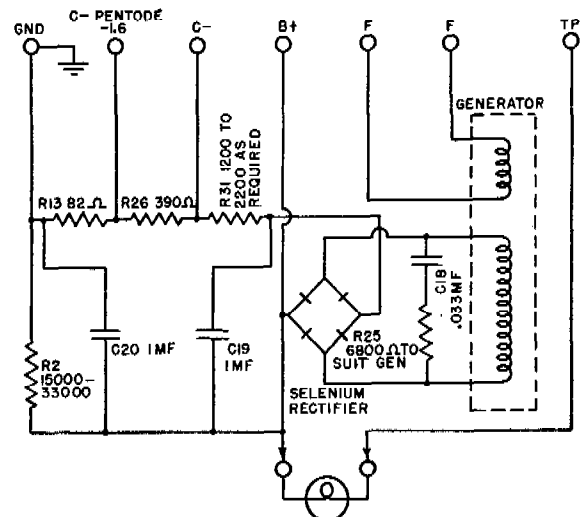 C- PENTODE
-1.6
GND
C-
B+
F
F
TP
GENERATOR
R13 82Ω
R26 390Ω
R31 1200 TO
2200 AS
REQUIRED
C18
.033MF
R25
6800 Ω TO
SUIT GEN
R2
15000-
33000
C20 1MF
C19
1MF
SELENIUM
RECTIFIER